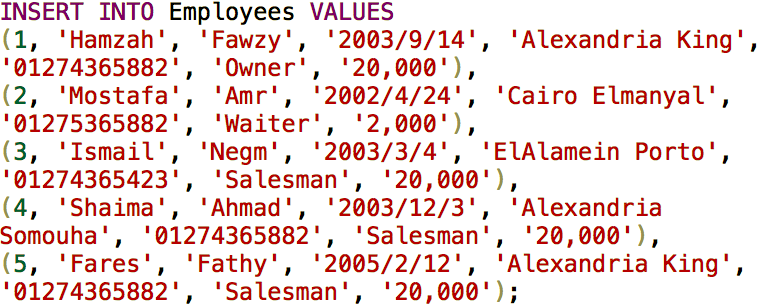 INSERT INTO Employees VALUES
(1, 'Hamzah', 'Fawzy', '2003/9/14', 'Alexandria King',
'01274365882', 'Owner', '20,000'),
(2, 'Mostafa', 'Amr', '2002/4/24', 'Cairo Elmanyal',
'01275365882', 'Waiter', '2,000'),
(3, 'Ismail', 'Negm', '2003/3/4', 'ElAlamein Porto',
'01274365423', 'Salesman', '20,000'),
(4, 'Shaima', 'Ahmad', '2003/12/3', 'Alexandria
Somouha', '01274365882', 'Salesman', '20,000'),
(5, 'Fares', 'Fathy', '2005/2/12', 'Alexandria King',
'01274365882', 'Salesman', '20,000');